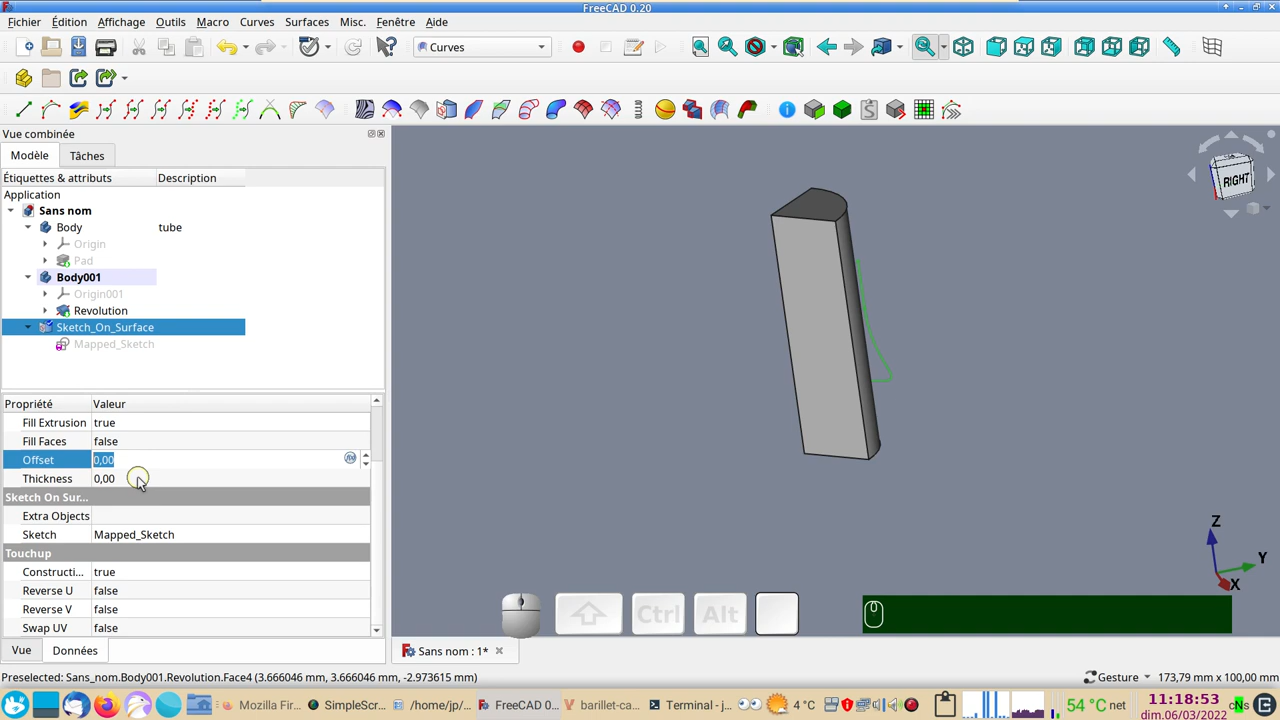 FreeCAD 0.20
Fichier Édition Affichage Outils Macro Curves Surfaces Misc. Fenêtre Aide
Curves
Vue combinée
Modèle Tâches
Étiquettes & attributs Description
Application
Sans nom
Body tube
Origin
Pad
Body001
Origin001
Revolution
Sketch_On_Surface
Mapped_Sketch
Propriété Valeur
Fill Extrusion true
Fill Faces false
Offset 0,00
Thickness 0,00
Sketch On Sur...
Extra Objects
Sketch Mapped_Sketch
Touchup
Constructi... true
Reverse U false
Reverse V false
Swap UV false
Vue Données
RIGHT
Z
Y
X
Ctrl Alt
Sans nom : 1*
Preselected: Sans_nom.Body001.Revolution.Face4 (3.666046 mm, 3.666046 mm, -2.973615 mm)
Gesture 173,79 mm x 100,00 mm
Mozilla Fir... SimpleScr... /home/jp/... FreeCAD 0... barillet-ca... Terminal - j... 4 °C 54 °C net 11:18:53
dim.06/03/2022